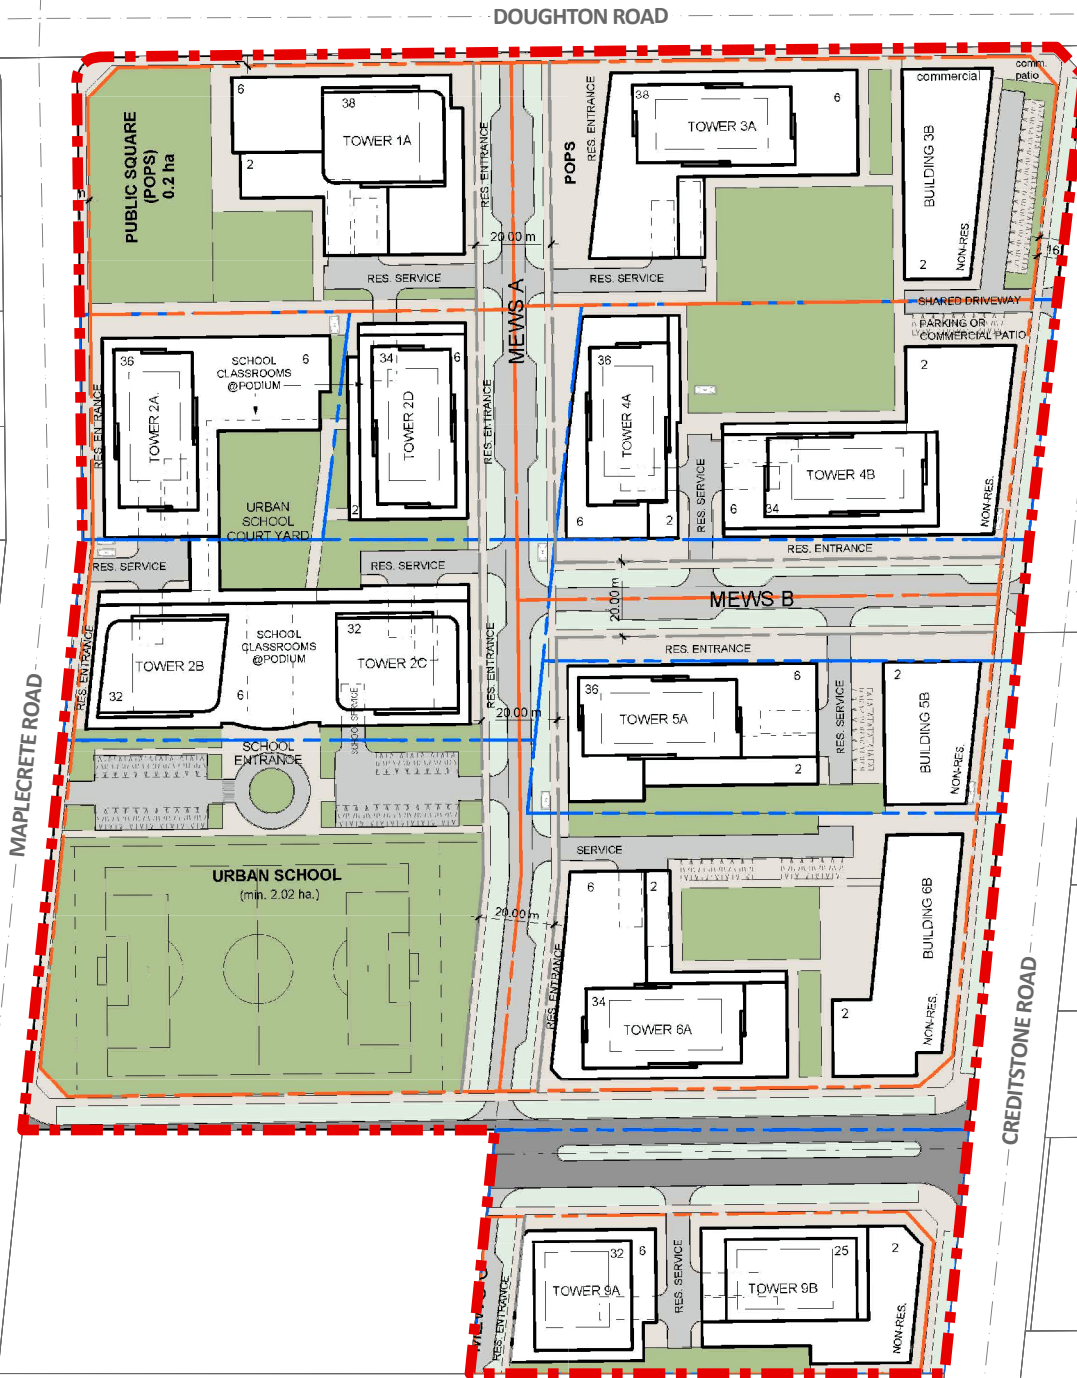 DOUGHTON ROAD
PUBLIC SQUARE
(POPS)
0.2 ha
6
38
TOWER 1A
2
RES. ENTRANCE
POPS
RES. ENTRANCE
38
TOWER 3A
6
commercial
comm.
patio
BUILDING 3B
2
NON-RES.
16
20.00 m
RES. SERVICE
RES. SERVICE
MEWS A
SHARED DRIVEWAY
PARKING OR
COMMERCIAL PATIO
36
TOWER 2A
RES. ENTRANCE
SCHOOL
CLASSROOMS
@PODIUM
6
34
6
TOWER 2D
2
RES. ENTRANCE
36
TOWER 4A
6
2
RES. SERVICE
TOWER 4B
6
34
2
NON-RES.
URBAN
SCHOOL
COURT YARD
RES. SERVICE
RES. SERVICE
RES. ENTRANCE
20.00 m
MEWS B
RES. ENTRANCE
RES. ENTRANCE
TOWER 2B
32
SCHOOL
CLASSROOMS
@PODIUM
6
32
TOWER 2C
SCHOOL SERVICE
RES. ENTRANCE
20.00 m
36
TOWER 5A
6
2
RES. SERVICE
2
BUILDING 5B
NON-RES.
MAPLECRETE ROAD
SCHOOL
ENTRANCE
SERVICE
URBAN SCHOOL
(min. 2.02 ha.)
20.00 m
RES. ENTRANCE
6
2
34
TOWER 6A
BUILDING 6B
2
NON-RES.
CREDITSTONE ROAD
RES. ENTRANCE
32
6
TOWER 9A
RES. SERVICE
25
TOWER 9B
2
NON-RES.